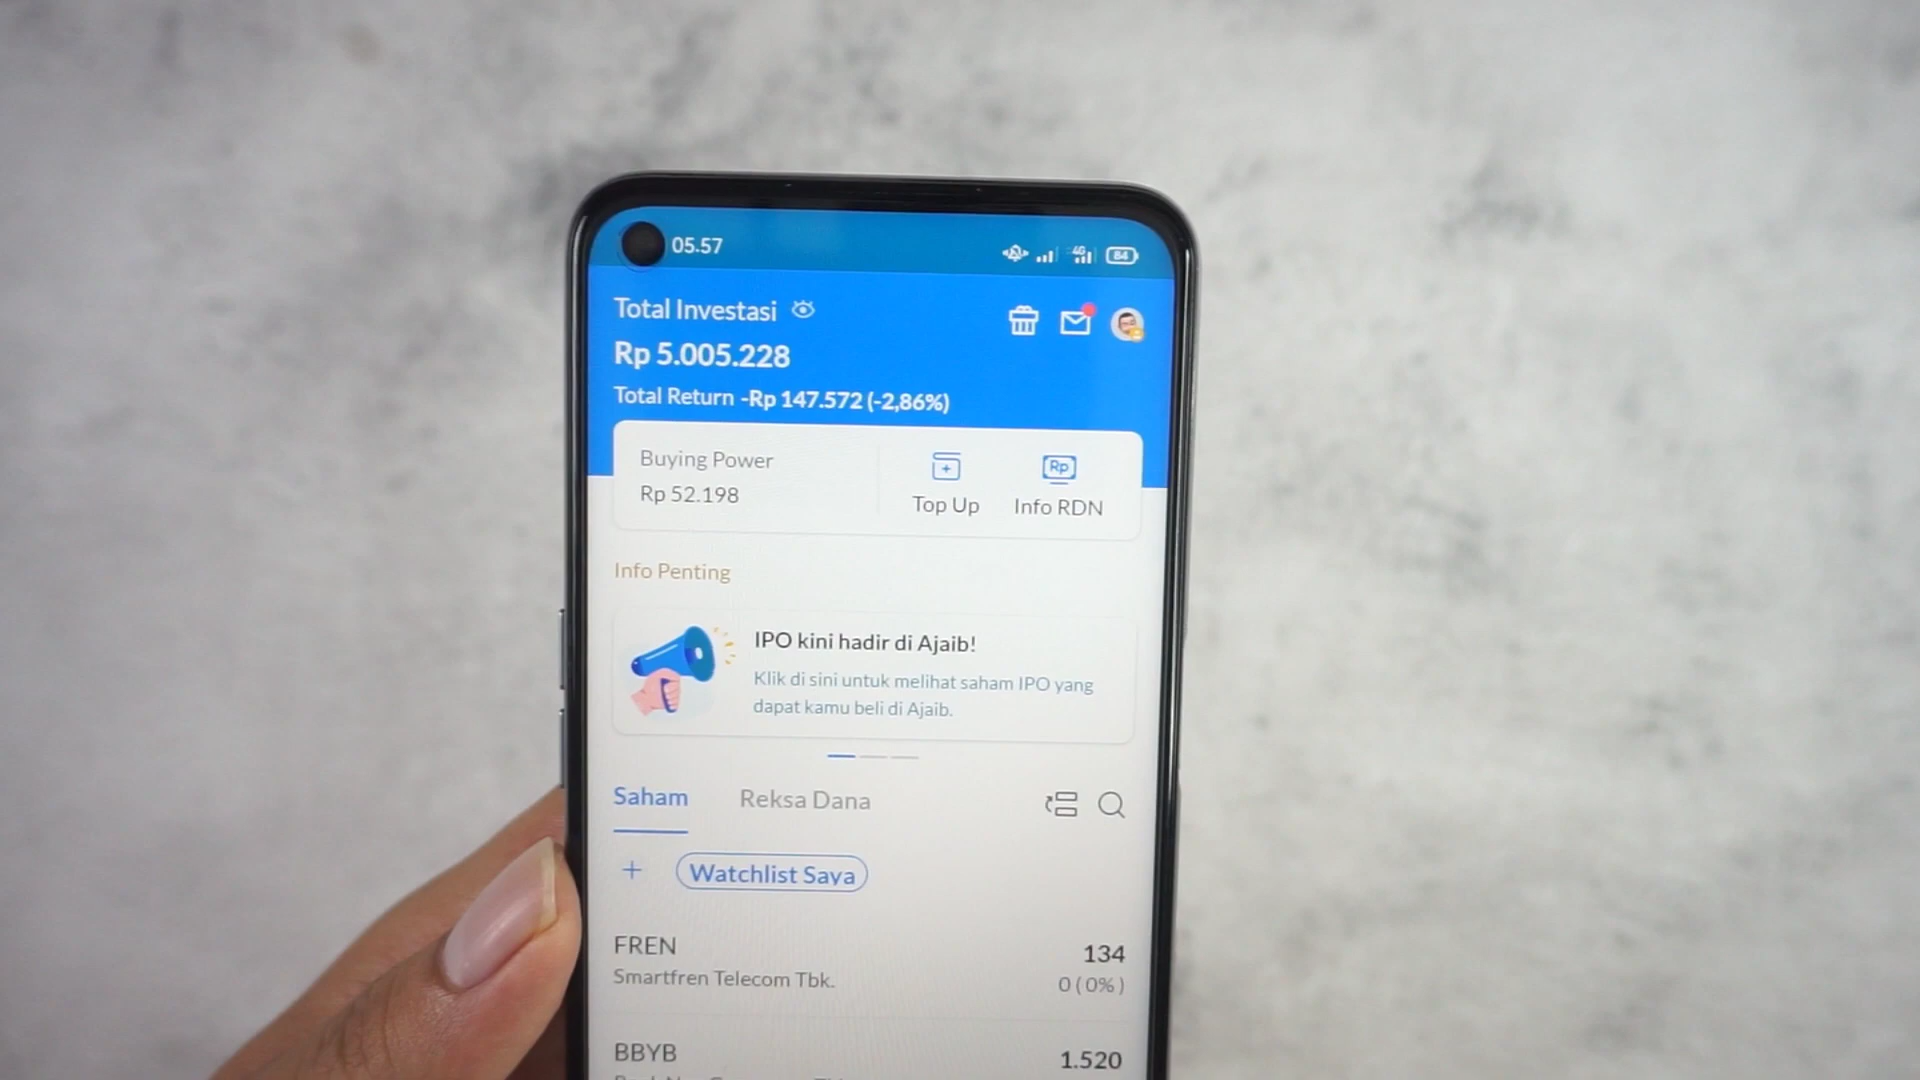 05.57
4G
84
Total Investasi
Rp 5.005.228
Total Return -Rp 147.572 (-2,86%)
Buying Power
Rp 52.198
Top Up
Rp
Info RDN
Info Penting
IPO kini hadir di Ajaib!
Klik di sini untuk melihat saham IPO yang
dapat kamu beli di Ajaib.
Saham
Reksa Dana
+ Watchlist Saya
FREN
134
Smartfren Telecom Tbk.
0 (0%)
BBYB
1.520